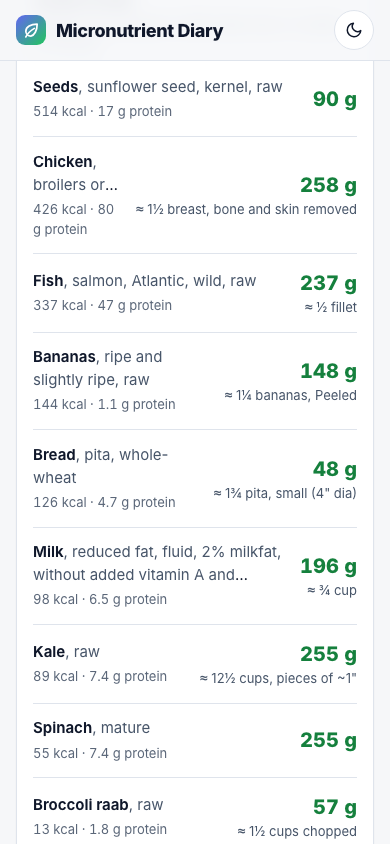 Micronutrient Diary
Seeds, sunflower seed, kernel, raw
514 kcal · 17 g protein
90 g
Chicken,
broilers or...
426 kcal · 80
g protein
258 g
≈ 1½ breast, bone and skin removed
Fish, salmon, Atlantic, wild, raw
337 kcal · 47 g protein
237 g
≈ ½ fillet
Bananas, ripe and
slightly ripe, raw
144 kcal · 1.1 g protein
148 g
≈ 1¼ bananas, Peeled
Bread, pita, whole-
wheat
126 kcal · 4.7 g protein
48 g
≈ 1¾ pita, small (4" dia)
Milk, reduced fat, fluid, 2% milkfat,
without added vitamin A and...
98 kcal · 6.5 g protein
196 g
≈ ¾ cup
Kale, raw
89 kcal · 7.4 g protein
255 g
≈ 12½ cups, pieces of ~1"
Spinach, mature
55 kcal · 7.4 g protein
255 g
Broccoli raab, raw
13 kcal · 1.8 g protein
57 g
≈ 1½ cups chopped